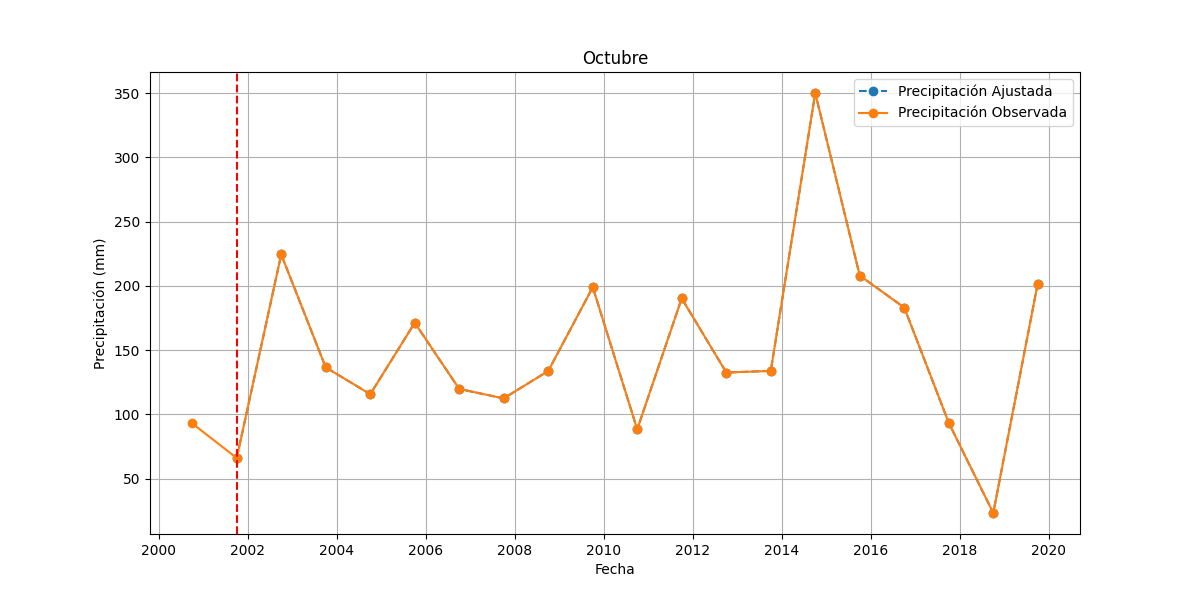 Octubre
Precipitación (mm)
350
300
250
200
150
100
50
Precipitación Ajustada
Precipitación Observada
2000 2002 2004 2006 2008 2010 2012 2014 2016 2018 2020
Fecha